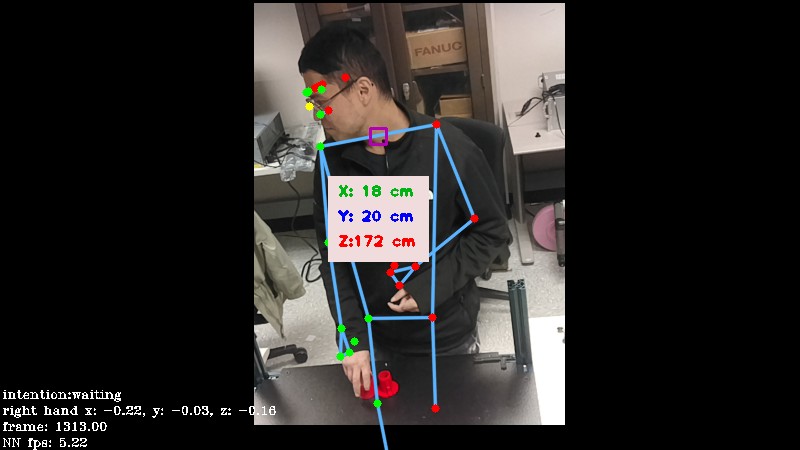 FANUC
X: 18 cm
Y: 20 cm
Z:172 cm
intention:waiting
right hand x: -0.22, y: -0.03, z: -0.16
frame: 1313.00
NN fps: 5.22